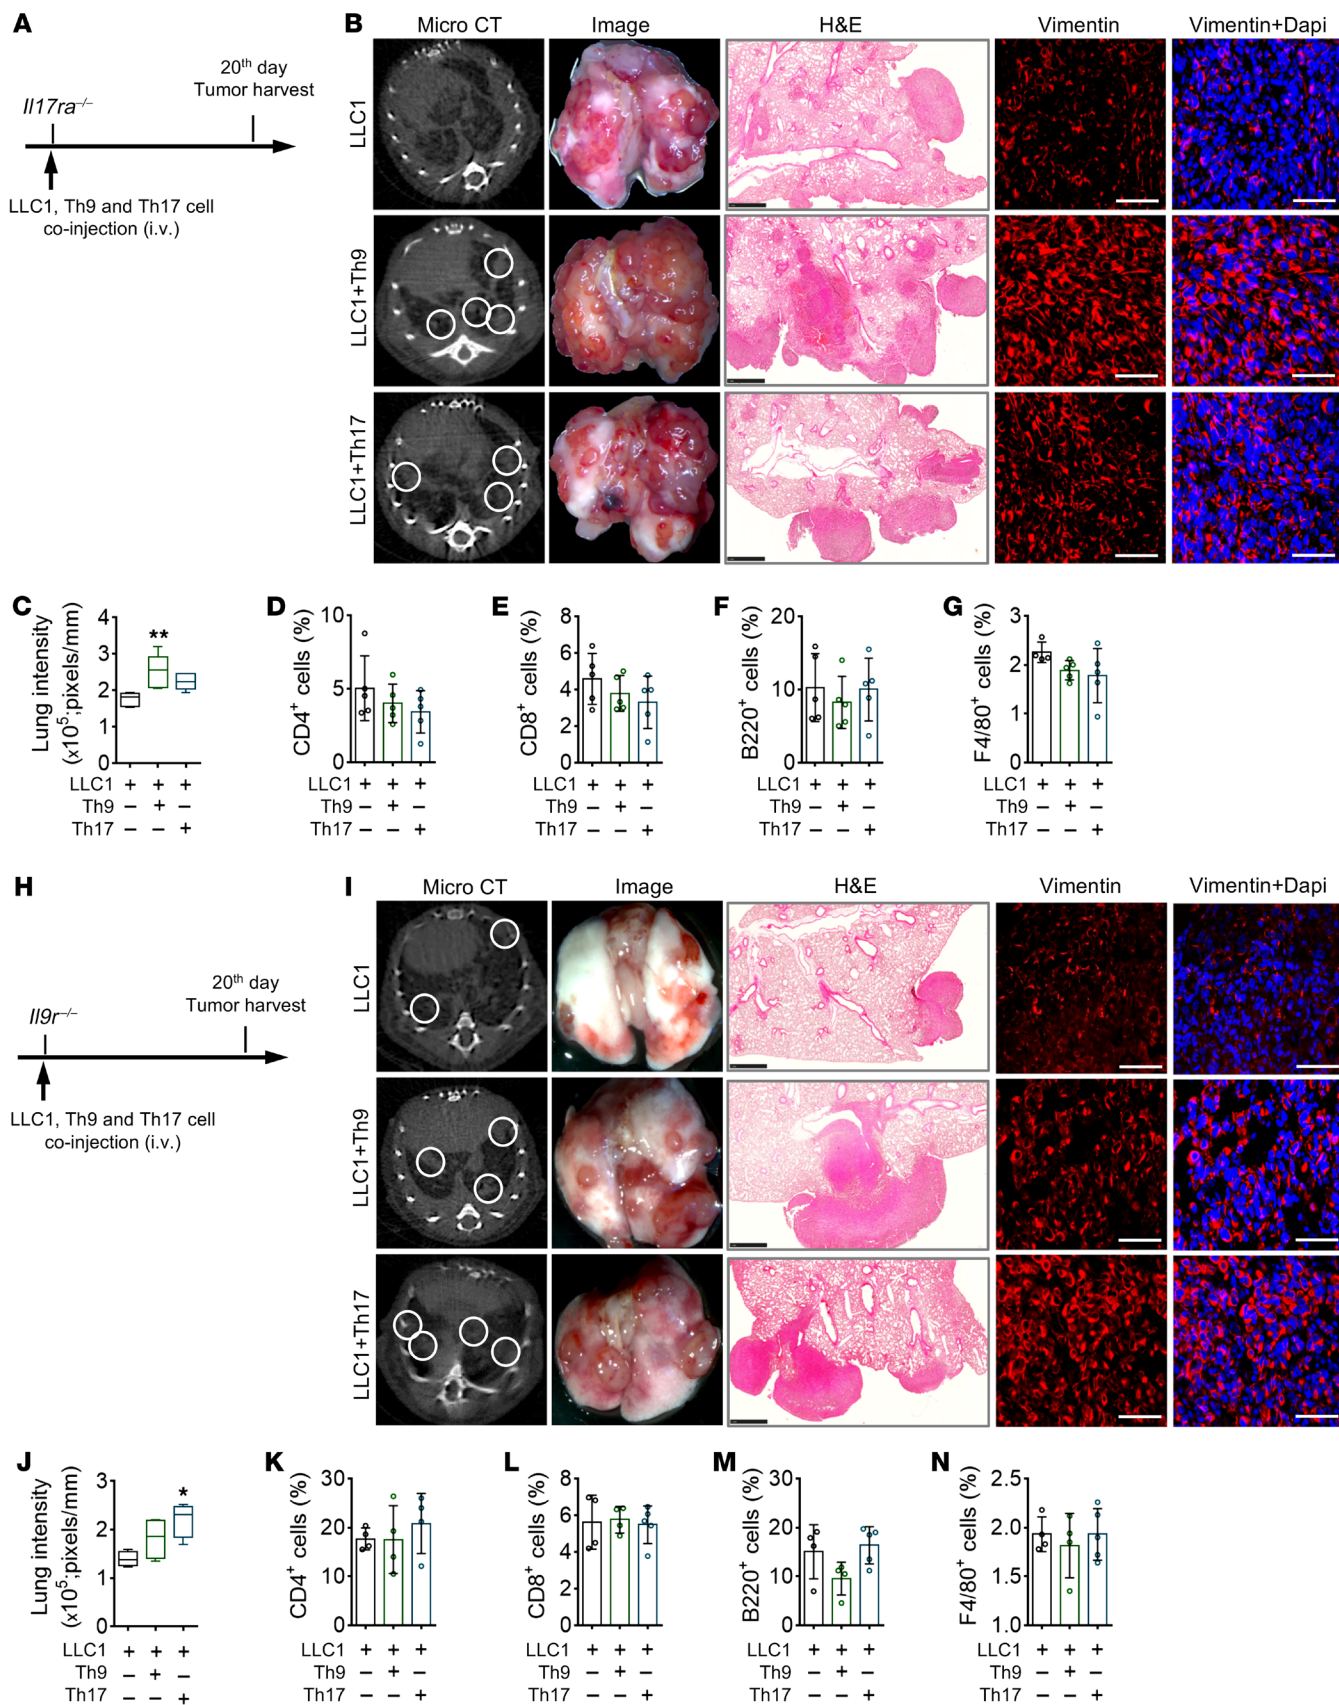 A
20th day
Tumor harvest
Il17ra–/–
LLC1, Th9 and Th17 cell
co-injection (i.v.)
B
Micro CT
Image
H&E
Vimentin
Vimentin+Dapi
LLC1
LLC1+Th9
LLC1+Th17
C
Lung intensity
(x105;pixels/mm)
4
3
2
1
0
**
LLC1 + + +
Th9 – + –
Th17 – – +
D
CD4+ cells (%)
10
5
0
LLC1 + + +
Th9 – + –
Th17 – – +
E
CD8+ cells (%)
8
6
4
2
0
LLC1 + + +
Th9 – + –
Th17 – – +
F
B220+ cells (%)
20
10
0
LLC1 + + +
Th9 – + –
Th17 – – +
G
F4/80+ cells (%)
3
2
1
0
LLC1 + + +
Th9 – + –
Th17 – – +
H
20th day
Tumor harvest
Il9r–/–
LLC1, Th9 and Th17 cell
co-injection (i.v.)
I
Micro CT
Image
H&E
Vimentin
Vimentin+Dapi
LLC1
LLC1+Th9
LLC1+Th17
J
Lung intensity
(x105;pixels/mm)
3
2
1
0
*
LLC1 + + +
Th9 – + –
Th17 – – +
K
CD4+ cells (%)
30
20
10
0
LLC1 + + +
Th9 – + –
Th17 – – +
L
CD8+ cells (%)
8
6
4
2
0
LLC1 + + +
Th9 – + –
Th17 – – +
M
B220+ cells (%)
30
20
10
0
LLC1 + + +
Th9 – + –
Th17 – – +
N
F4/80+ cells (%)
2.5
2.0
1.5
1.0
LLC1 + + +
Th9 – + –
Th17 – – +